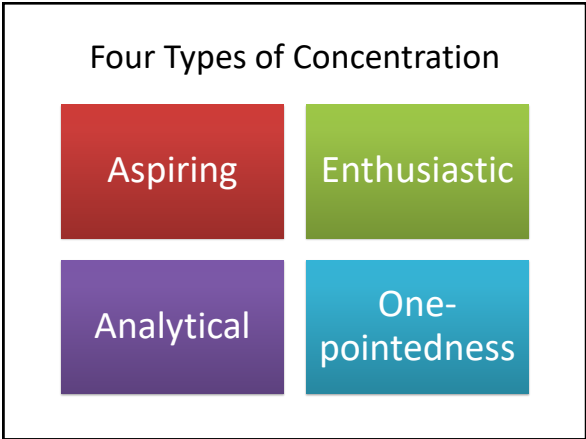 Four Types of Concentration
Aspiring
Enthusiastic
Analytical
One-
pointedness